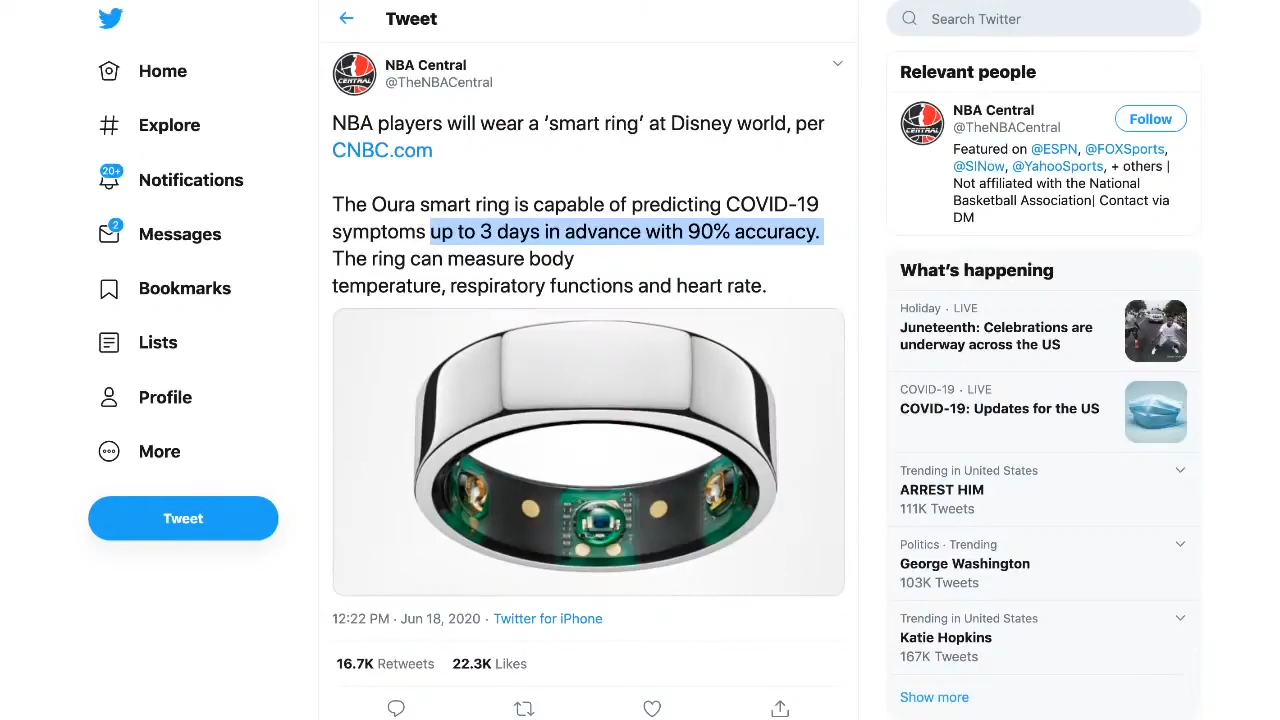 Tweet
Search Twitter
Home
Explore
20+
Notifications
2
Messages
Bookmarks
Lists
Profile
More
Tweet
CENTRAL
NBA Central
@TheNBACentral
NBA players will wear a ‘smart ring’ at Disney world, per
CNBC.com
The Oura smart ring is capable of predicting COVID-19
symptoms up to 3 days in advance with 90% accuracy.
The ring can measure body
temperature, respiratory functions and heart rate.
12:22 PM · Jun 18, 2020 · Twitter for iPhone
16.7K Retweets 22.3K Likes
Relevant people
CENTRAL
NBA Central
@TheNBACentral
Follow
Featured on @ESPN, @FOXSports,
@SINow, @YahooSports, + others |
Not affiliated with the National
Basketball Association| Contact via
DM
What’s happening
Holiday · LIVE
Juneteenth: Celebrations are
underway across the US
COVID-19 · LIVE
COVID-19: Updates for the US
Trending in United States
ARREST HIM
111K Tweets
Politics · Trending
George Washington
103K Tweets
Trending in United States
Katie Hopkins
167K Tweets
Show more